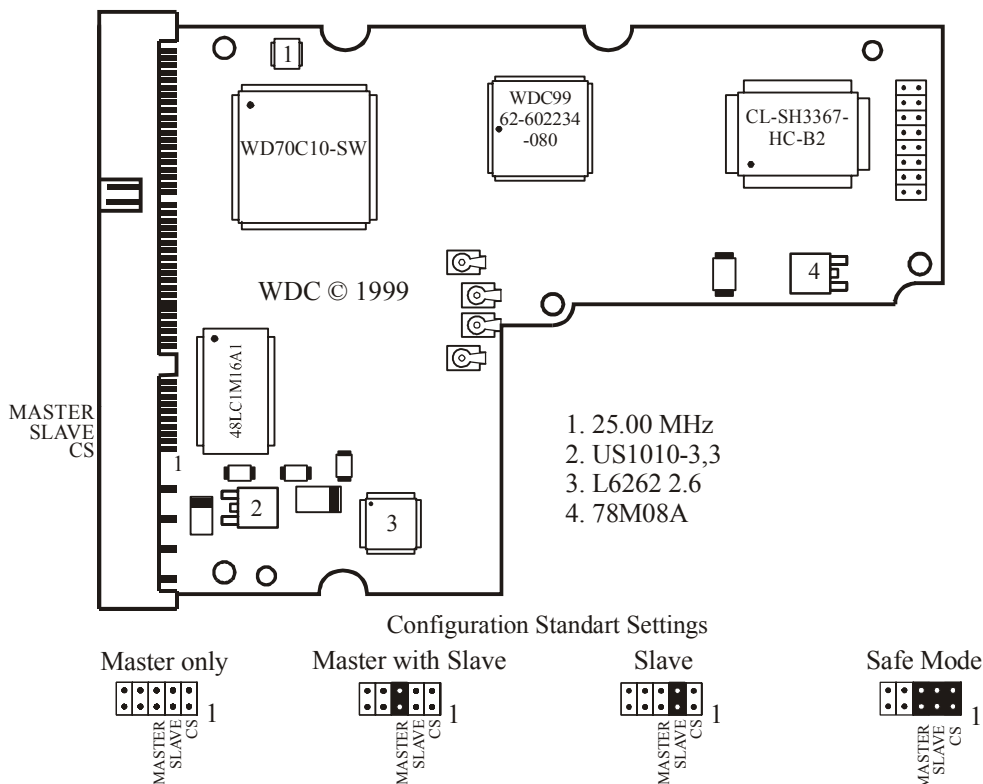 1
WD70C10-SW
WDC99
62-602234
-080
CL-SH3367-
HC-B2
4
WDC © 1999
48LC1M16A1
MASTER
SLAVE
CS
1
2
3
1. 25.00 MHz
2. US1010-3,3
3. L6262 2.6
4. 78M08A
Configuration Standart Settings
Master only
Master with Slave
Slave
Safe Mode
1
MASTER
SLAVE
CS
1
MASTER
SLAVE
CS
1
MASTER
SLAVE
CS
1
MASTER
SLAVE
CS